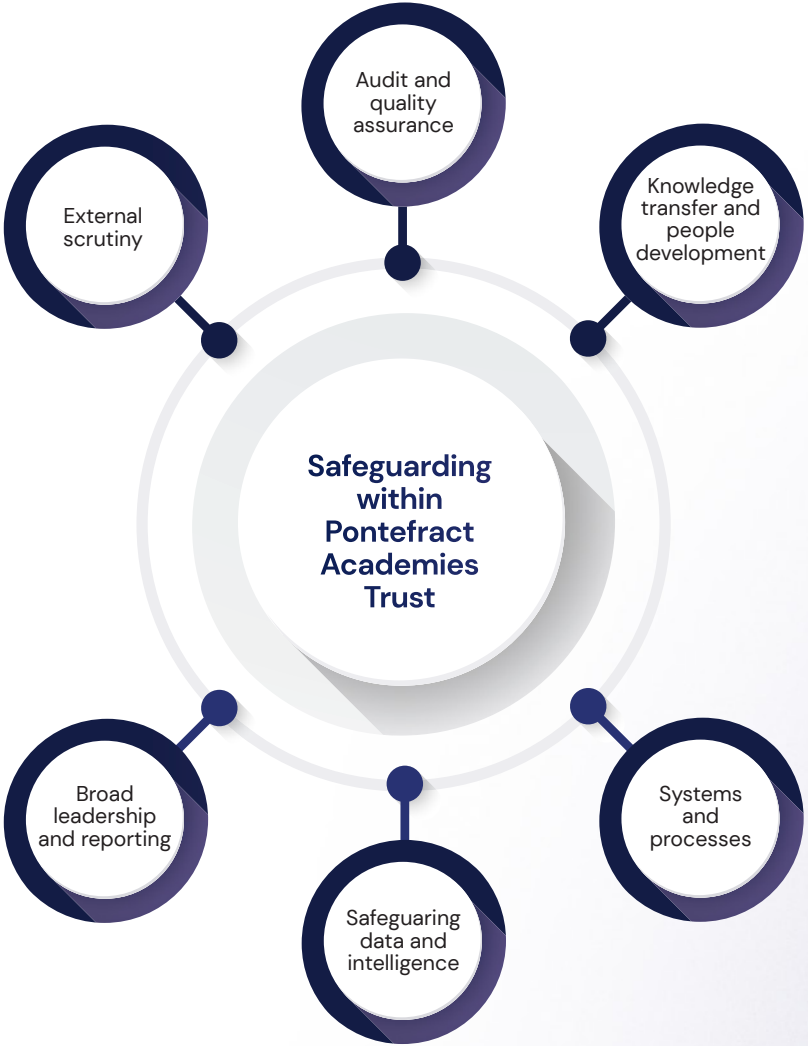 Audit and
quality
assurance
Knowledge
transfer and
people
development
External
scrutiny
Safeguarding
within
Pontefract
Academies
Trust
Broad
leadership
and reporting
Systems
and
processes
Safeguaring
data and
intelligence